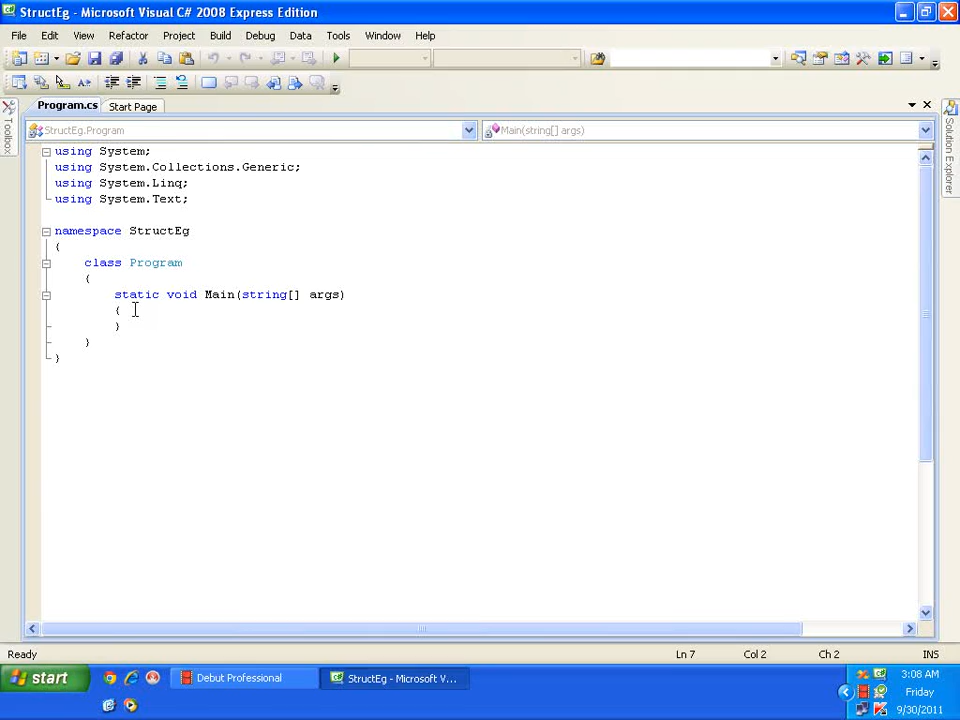 StructEg - Microsoft Visual C# 2008 Express Edition
File Edit View Refactor Project Build Debug Data Tools Window Help
Program.cs Start Page
Toolbox
Solution Explorer
StructEg.Program Main(string[] args)
using System;
using System.Collections.Generic;
using System.Linq;
using System.Text;
namespace StructEg
{
class Program
{
static void Main(string[] args)
{
}
}
}
Ready Ln 7 Col 2 Ch 2 INS
start Debut Professional StructEg - Microsoft V... 3:08 AM
Friday
9/30/2011